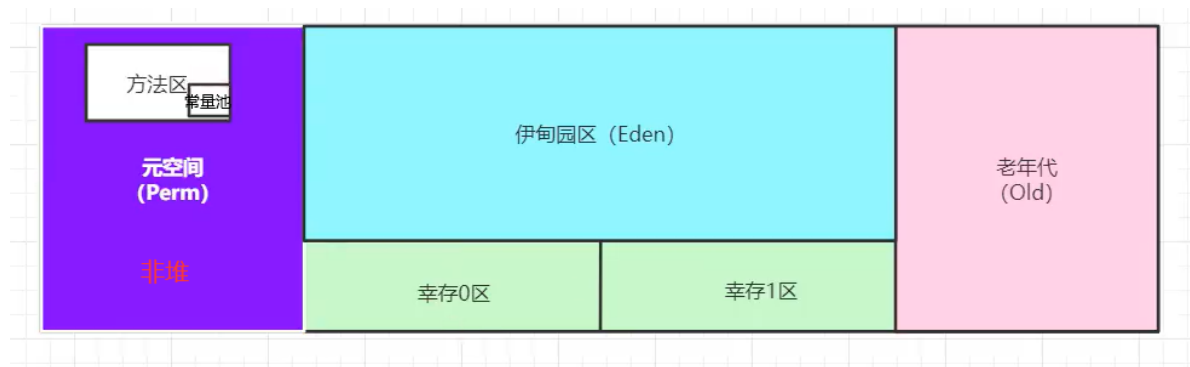 方法区
常量池
元空间
（Perm）
非堆
伊甸园区（Eden）
幸存0区
幸存1区
老年代
（Old）